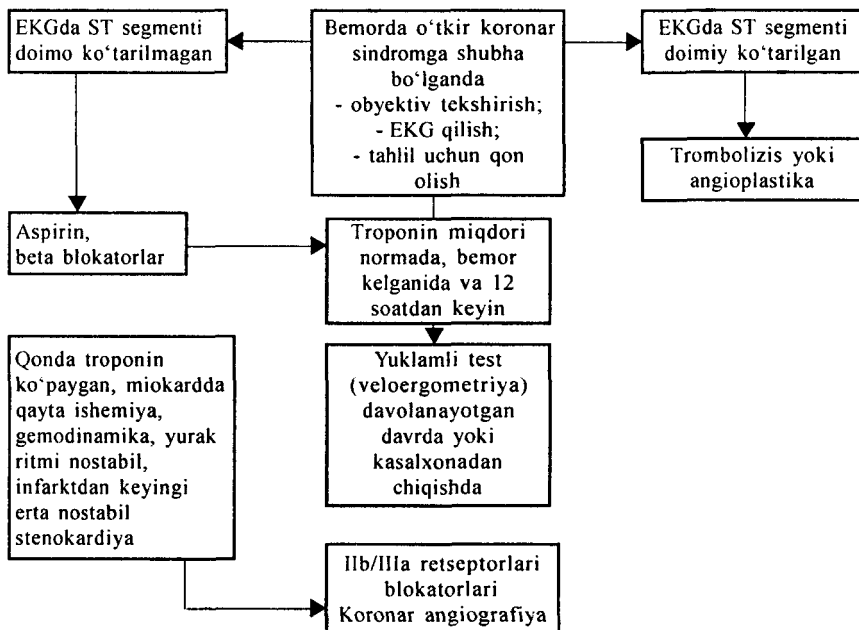 EKGda ST segmenti
doimo ko‘tarilmagan
Bemorda o‘tkir koronar
sindromga shubha
bo‘lganda
- obyektiv tekshirish;
- EKG qilish;
- tahlil uchun qon
olish
EKGda ST segmenti
doimiy ko‘tarilgan
Trombolizis yoki
angioplastika
Aspirin,
beta blokatorlar
Troponin miqdori
normada, bemor
kelganida va 12
soatdan keyin
Qonda troponin
ko‘paygan, miokardda
qayta ishemiya,
gemodinamika, yurak
ritmi nostabil,
infarktdan keyingi
erta nostabil
stenokardiya
Yuklamli test
(veloergometriya)
davolanayotgan
davrda yoki
kasalxonadan
chiqishda
IIb/IIIa retseptorlari
blokatorlari
Koronar angiografiya